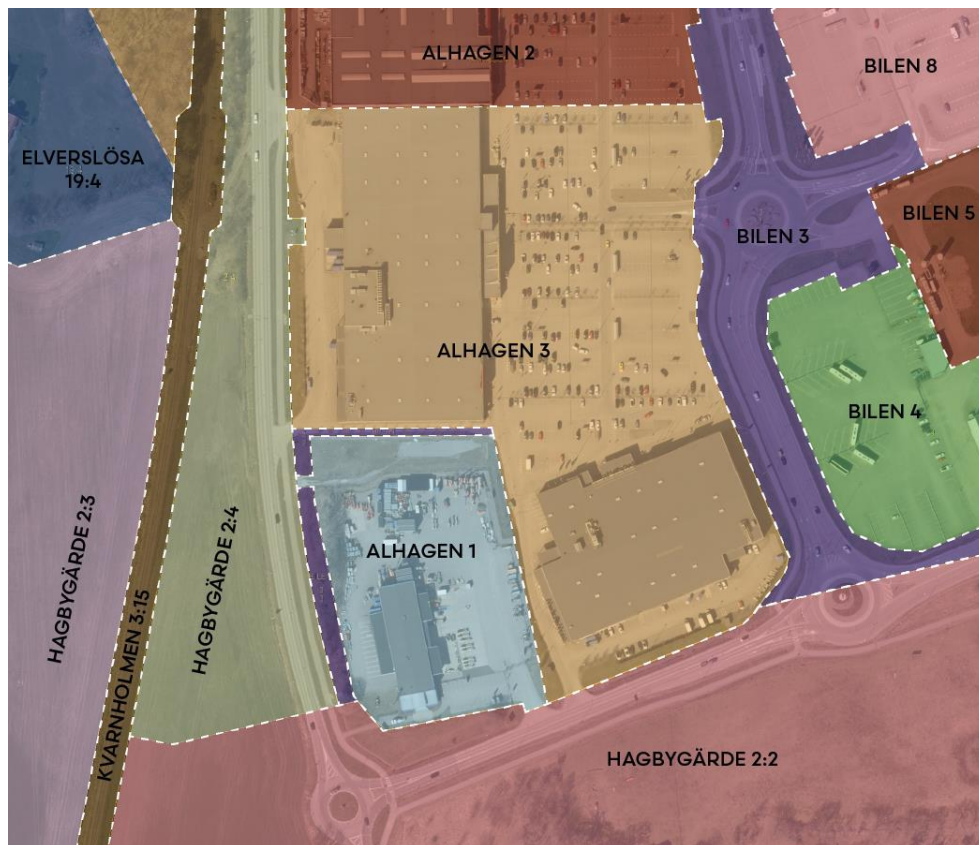 ALHAGEN 2
BILEN 8
ELVERSLÖSA
19:4
BILEN 5
BILEN 3
ALHAGEN 3
BILEN 4
ALHAGEN 1
HAGBYGÄRDE 2:3
HAGBYGÄRDE 2:4
KVARNHOLMEN 3:15
HAGBYGÄRDE 2:2